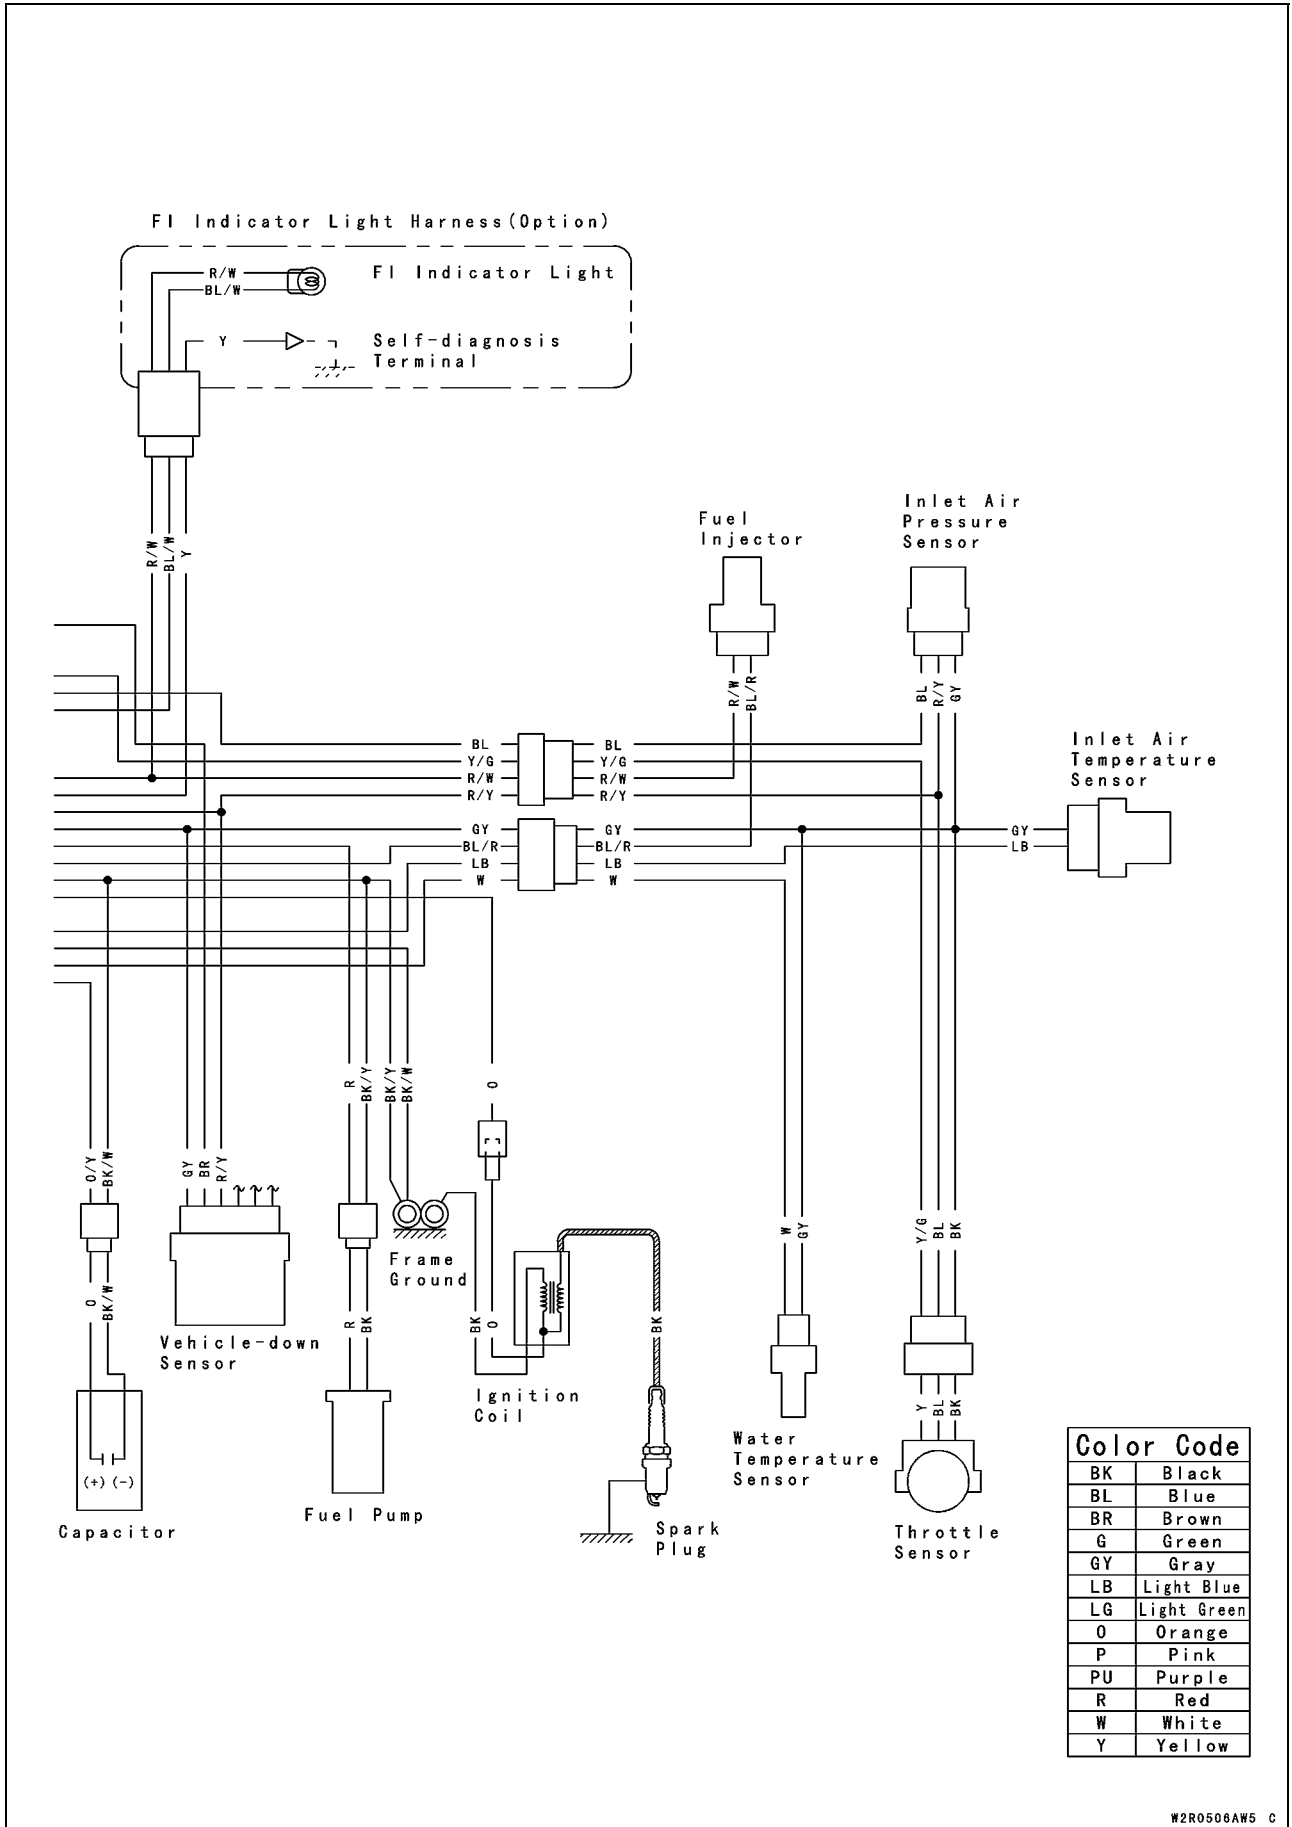 FI Indicator Light Harness(Option)
R/W
FI Indicator Light
BL/W
Y
Self-diagnosis
Terminal
R/W
BL/W
Y
Fuel
Injector
Inlet Air
Pressure
Sensor
R/W
BL/R
BL
R/Y
GY
Inlet Air
Temperature
Sensor
BL
Y/G
R/W
R/Y
BL
Y/G
R/W
R/Y
GY
BL/R
LB
W
GY
BL/R
LB
W
GY
LB
R
BK/Y
BK/Y
BK/W
O
O/Y
BK/W
GY
BR
R/Y
W
GY
Y/G
BL
BK
Frame
Ground
O
BK/W
R
BK
BK
O
BK
Vehicle-down
Sensor
Ignition
Coil
Y
BL
BK
(+) (-)
Capacitor
Fuel Pump
Spark
Plug
Water
Temperature
Sensor
Throttle
Sensor
Color Code
BK Black
BL Blue
BR Brown
G Green
GY Gray
LB Light Blue
LG Light Green
O Orange
P Pink
PU Purple
R Red
W White
Y Yellow
W2R0506AW5 C